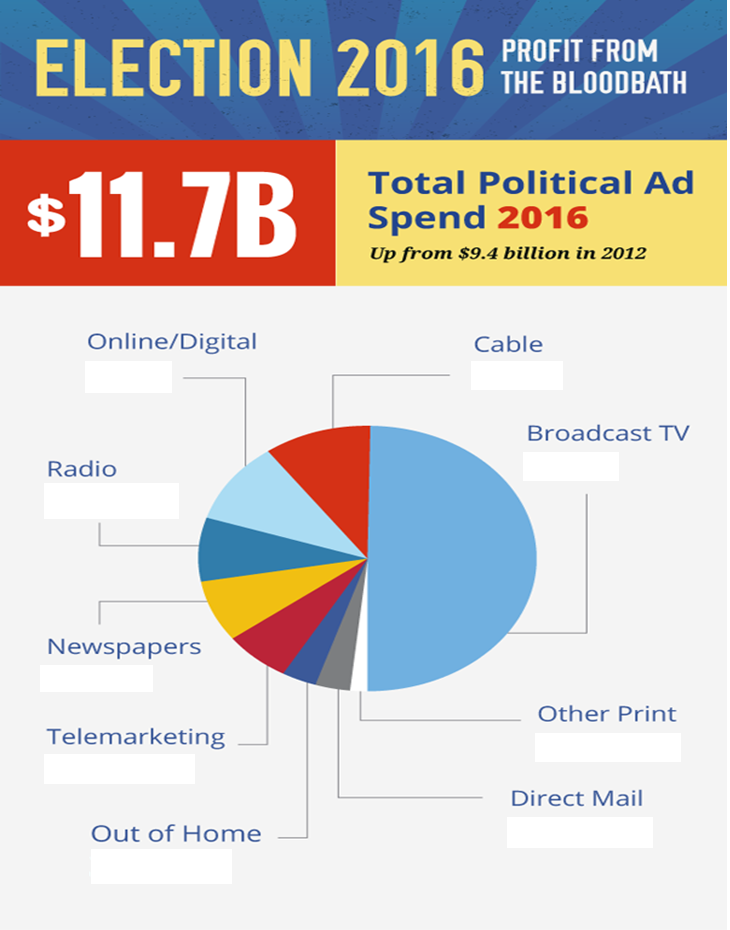 ELECTION 2016
PROFIT FROM
THE BLOODBATH
$11.7B
Total Political Ad
Spend 2016
Up from $9.4 billion in 2012
Online/Digital
Cable
Broadcast TV
Radio
Newspapers
Other Print
Telemarketing
Direct Mail
Out of Home